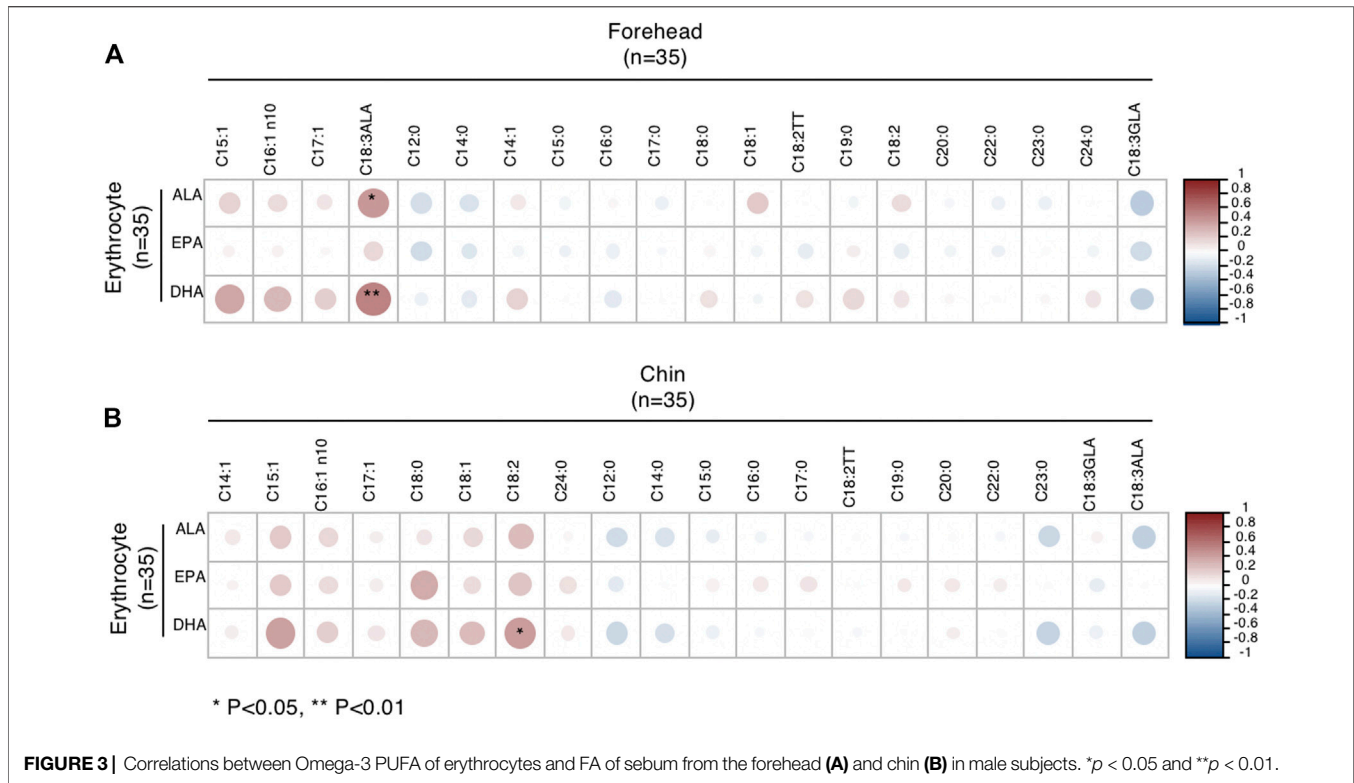 A
Forehead
(n=35)
C15:1 C16:1 n10 C17:1 C18:3ALA C12:0 C14:0 C14:1 C15:0 C16:0 C17:0 C18:0 C18:1 C18:2TT C19:0 C18:2 C20:0 C22:0 C23:0 C24:0 C18:3GLA
Erythrocyte
(n=35)
ALA *
EPA
DHA **
1
0.8
0.6
0.4
0.2
0
-0.2
-0.4
-0.6
-0.8
-1
Chin
(n=35)
B
C14:1 C15:1 C16:1 n10 C17:1 C18:0 C18:1 C18:2 C24:0 C12:0 C14:0 C15:0 C16:0 C17:0 C18:2TT C19:0 C20:0 C22:0 C23:0 C18:3GLA C18:3ALA
Erythrocyte
(n=35)
ALA
EPA
DHA *
1
0.8
0.6
0.4
0.2
0
-0.2
-0.4
-0.6
-0.8
-1
* P<0.05, ** P<0.01
FIGURE 3 | Correlations between Omega-3 PUFA of erythrocytes and FA of sebum from the forehead (A) and chin (B) in male subjects. *p < 0.05 and **p < 0.01.